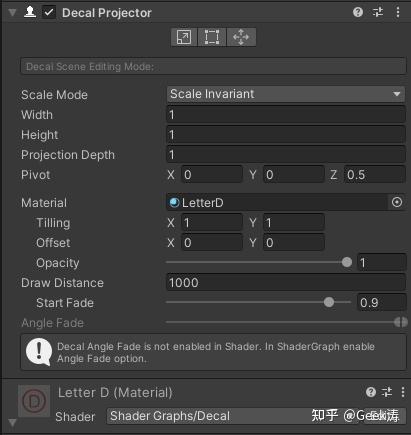 Decal Projector
Decal Scene Editing Mode:
Scale Mode Scale Invariant
Width 1
Height 1
Projection Depth 1
Pivot X 0 Y 0 Z 0.5
Material LetterD
Tilling X 1 Y 1
Offset X 0 Y 0
Opacity 1
Draw Distance 1000
Start Fade 0.9
Angle Fade
Decal Angle Fade is not enabled in Shader. In ShaderGraph enable
Angle Fade option.
D Letter D (Material)
Shader Shader Graphs/Decal
知乎 @Geek涛